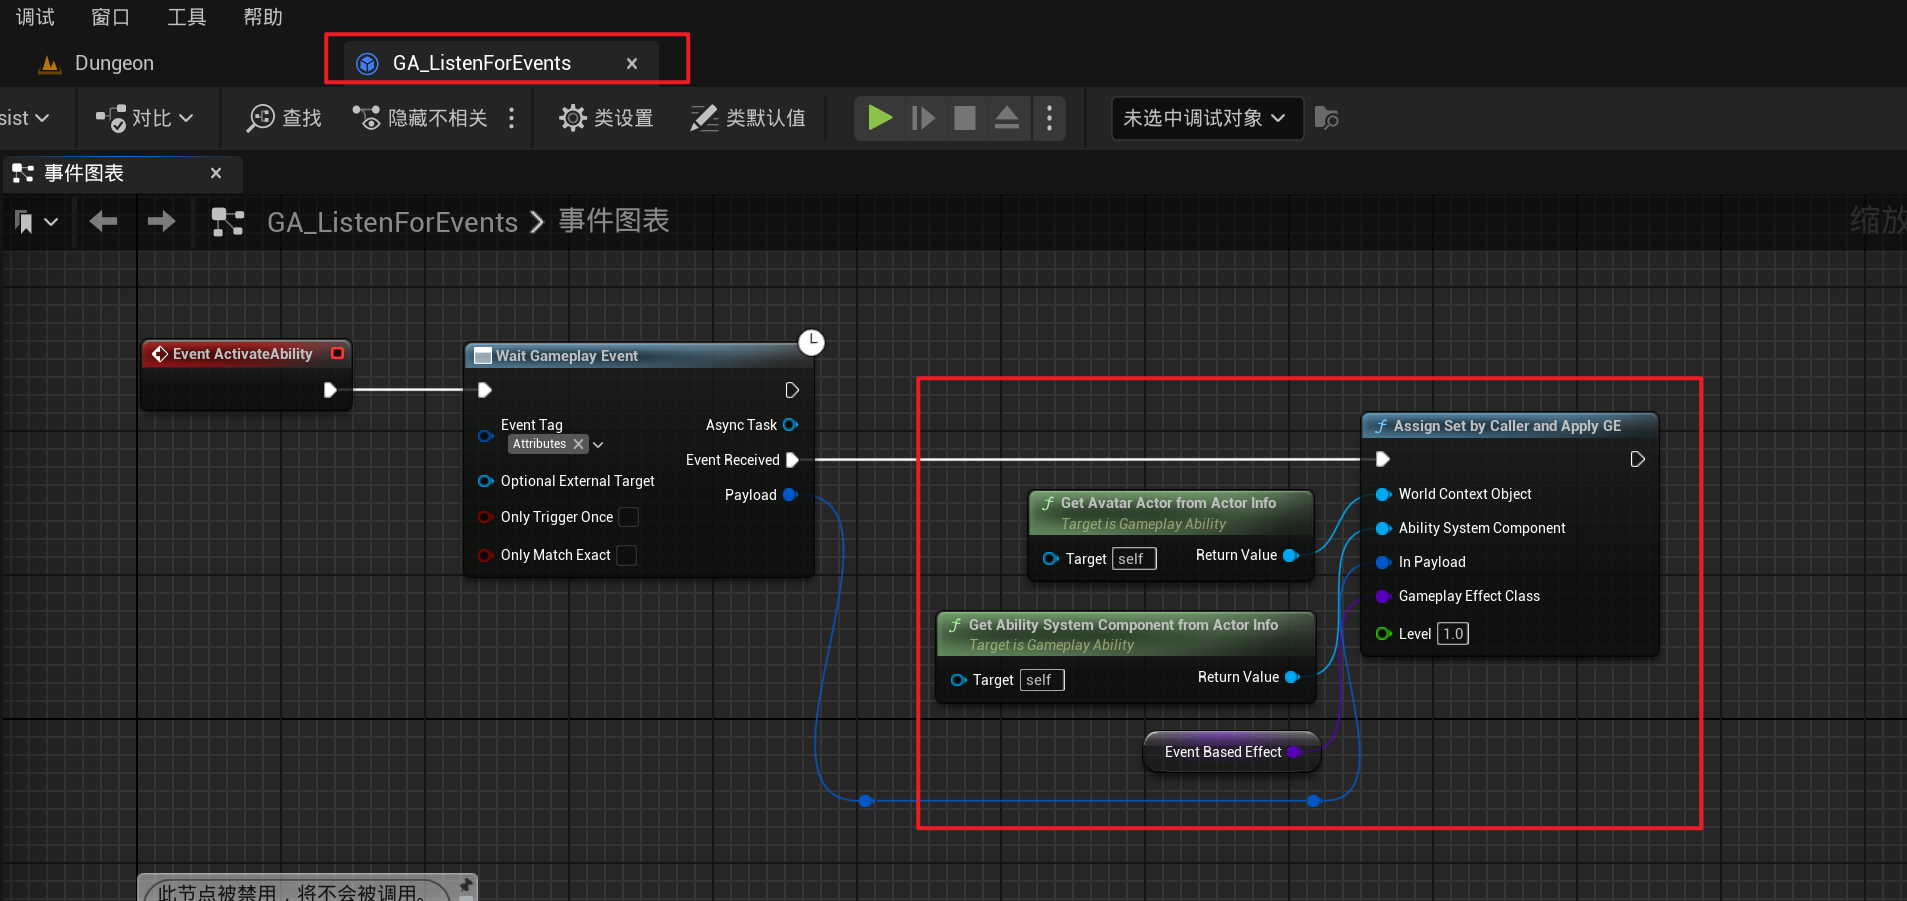 调试 窗口 工具 帮助
Dungeon
GA_ListenForEvents
sist 对比 查找 隐藏不相关 类设置 类默认值 未选中调试对象
事件图表
GA_ListenForEvents 事件图表 缩放
Event ActivateAbility
Wait Gameplay Event
Event Tag
Attributes
Async Task
Event Received
Optional External Target
Payload
Only Trigger Once
Only Match Exact
Assign Set by Caller and Apply GE
World Context Object
Ability System Component
In Payload
Gameplay Effect Class
Level 1.0
Get Avatar Actor from Actor Info
Target is Gameplay Ability
Target self Return Value
Get Ability System Component from Actor Info
Target is Gameplay Ability
Target self Return Value
Event Based Effect
此节点被禁用，将不会被调用。